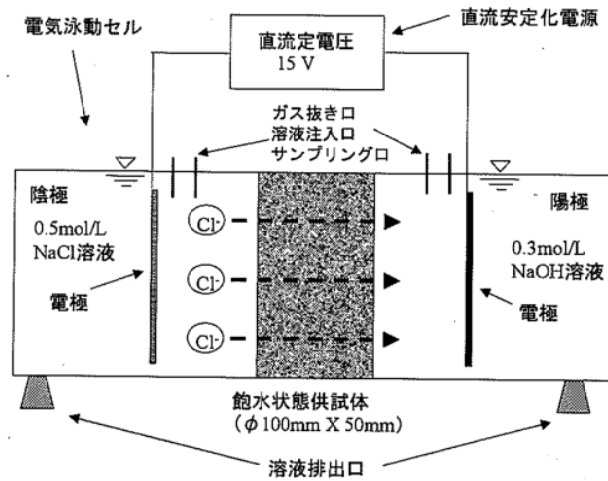 電気泳動セル
直流定電圧
15 V
直流安定化電源
ガス抜き口
溶液注入口
サンプリング口
陰極
0.5mol/L
NaCl溶液
電極
Cl-
Cl-
Cl-
陽極
0.3mol/L
NaOH溶液
電極
飽水状態供試体
(φ100mm X 50mm)
溶液排出口